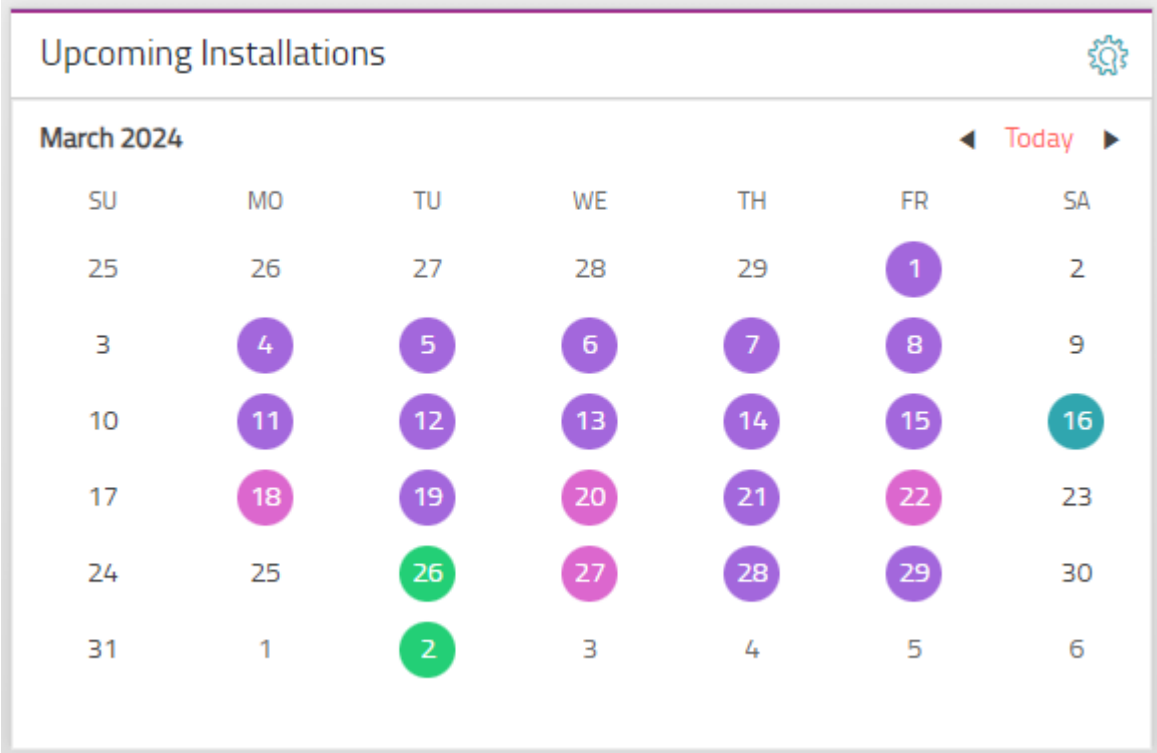 Upcoming Installations
March 2024 ◀ Today ▶
SU MO TU WE TH FR SA
25 26 27 28 29 1 2
3 4 5 6 7 8 9
10 11 12 13 14 15 16
17 18 19 20 21 22 23
24 25 26 27 28 29 30
31 1 2 3 4 5 6